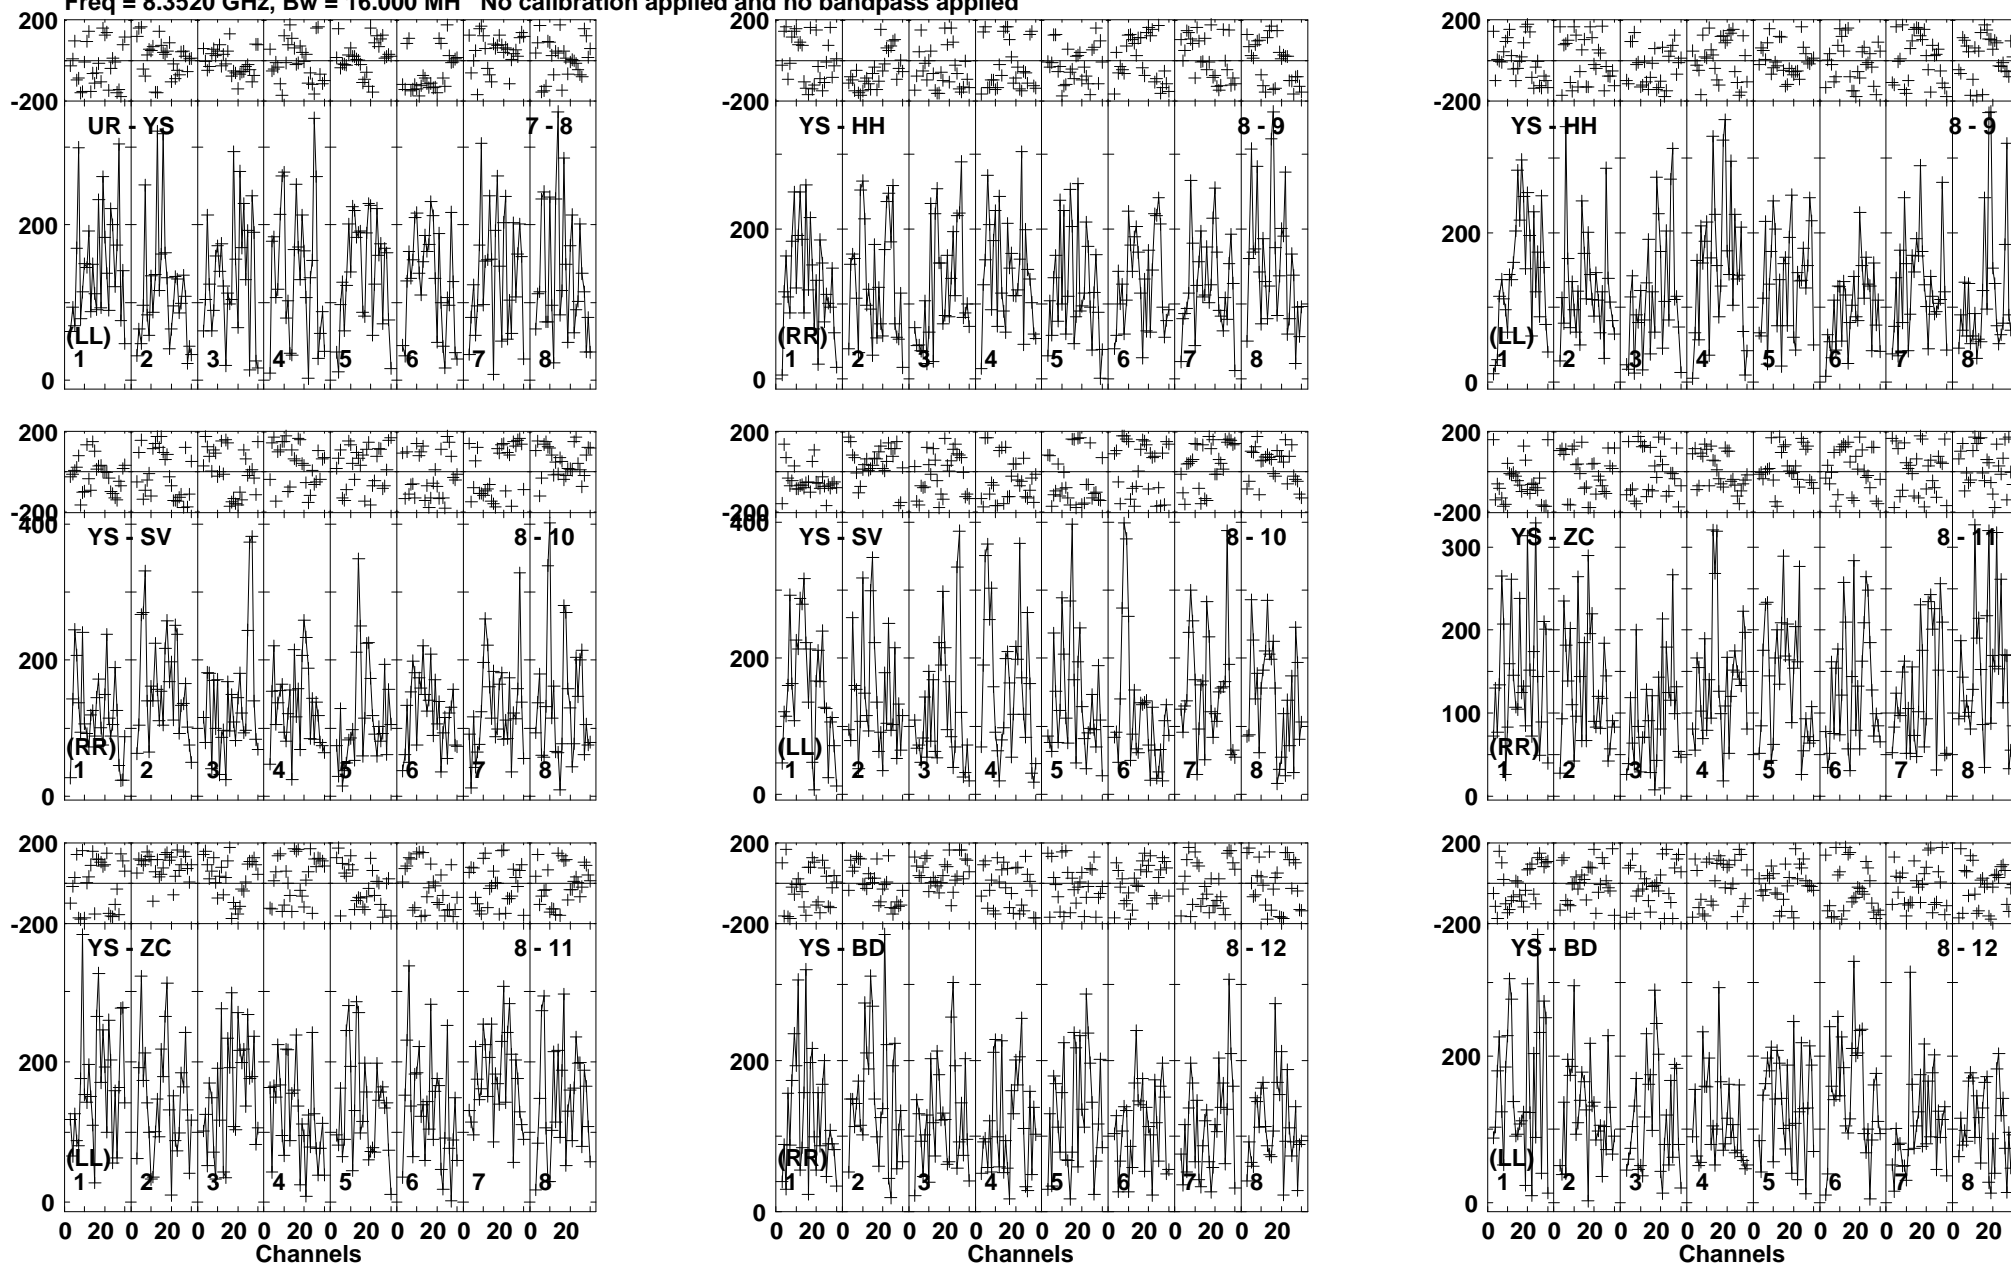 Freq = 8.3520 GHz, Bw = 16.000 MH No calibration applied and no bandpass applied
200 200 200
-200 -200 -200
UR - YS 7 - 8 YS - HH 8 - 9 YS - HH 8 - 9
200 200 200
(LL) (RR) (LL)
1 2 3 4 5 6 7 8 1 2 3 4 5 6 7 8 1 2 3 4 5 6 7 8
0 0 0
200 200 200
-200 -200 -200
400 400
YS - SV 8 - 10 YS - SV 8 - 10 YS - ZC 8 - 11
300
200 200 200
100
(RR) (LL) (RR)
1 2 3 4 5 6 7 8 1 2 3 4 5 6 7 8 1 2 3 4 5 6 7 8
0 0 0
200 200 200
-200 -200 -200
YS - ZC 8 - 11 YS - BD 8 - 12 YS - BD 8 - 12
200 200 200
(LL) (RR) (LL)
1 2 3 4 5 6 7 8 1 2 3 4 5 6 7 8 1 2 3 4 5 6 7 8
0 0 0
0 20 0 20 0 20 0 20 0 20 0 20 0 20 0 20 0 20 0 20 0 20 0 20 0 20 0 20 0 20 0 20 0 20 0 20 0 20 0 20 0 20 0 20 0 20 0 20
Channels Channels Channels